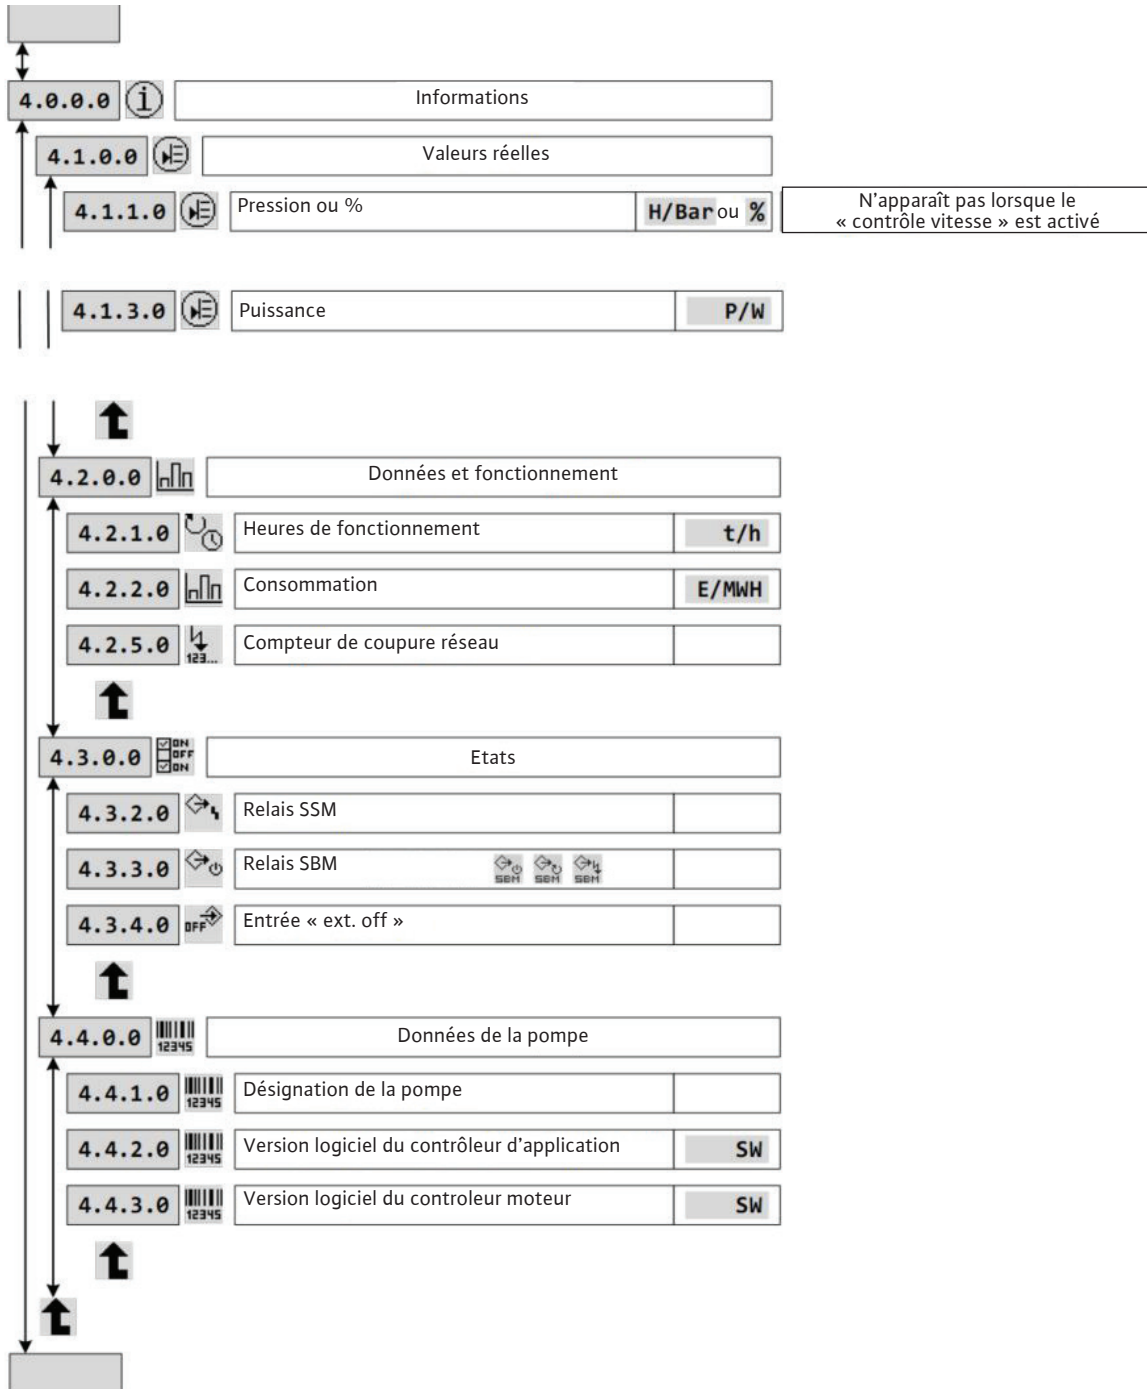 4.0.0.0 i Informations
4.1.0.0 Valeurs réelles
4.1.1.0 Pression ou % H/Bar ou %
N'apparaît pas lorsque le
« contrôle vitesse » est activé
4.1.3.0 Puissance P/W
4.2.0.0 Données et fonctionnement
4.2.1.0 Heures de fonctionnement t/h
4.2.2.0 Consommation E/MWH
4.2.5.0 123... Compteur de coupure réseau
4.3.0.0 ON OFF ON Etats
4.3.2.0 Relais SSM
4.3.3.0 Relais SBM SBM SBM SBM
4.3.4.0 OFF Entrée « ext. off »
4.4.0.0 12345 Données de la pompe
4.4.1.0 12345 Désignation de la pompe
4.4.2.0 12345 Version logiciel du contrôleur d'application SW
4.4.3.0 12345 Version logiciel du controleur moteur SW